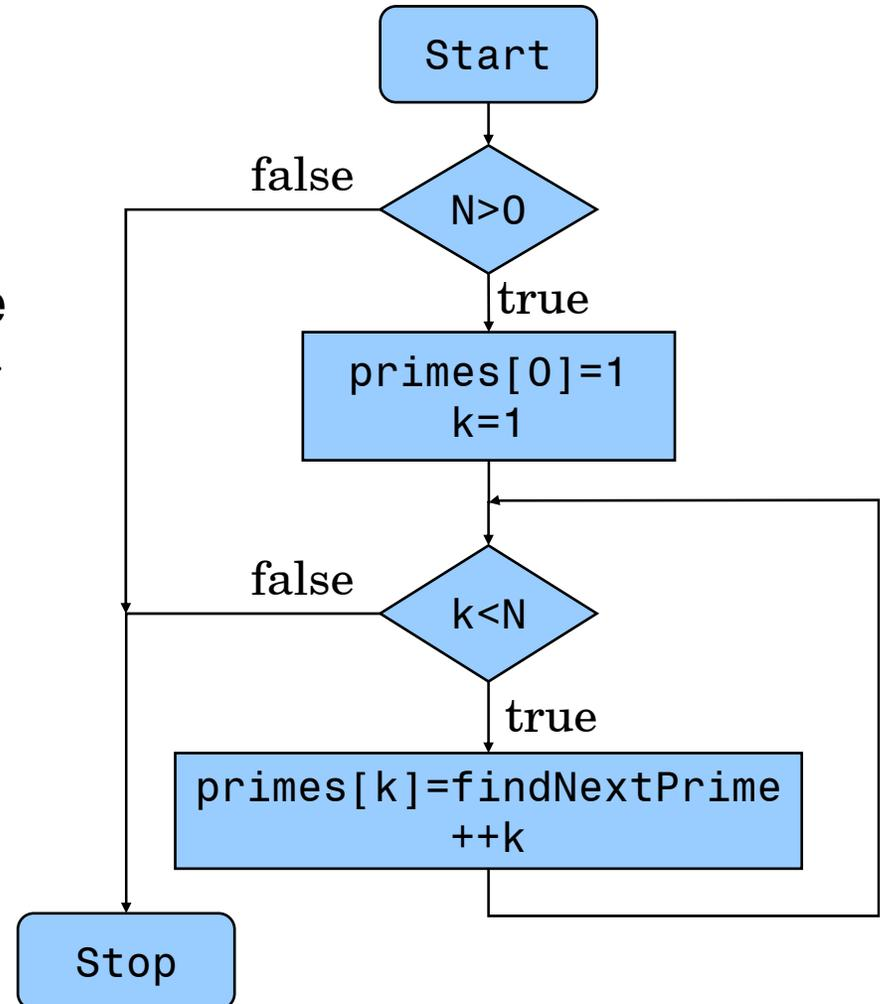 Start
false
N>0
true
primes[0]=1
k=1
false
k<N
true
primes[k]=findNextPrime
++k
Stop